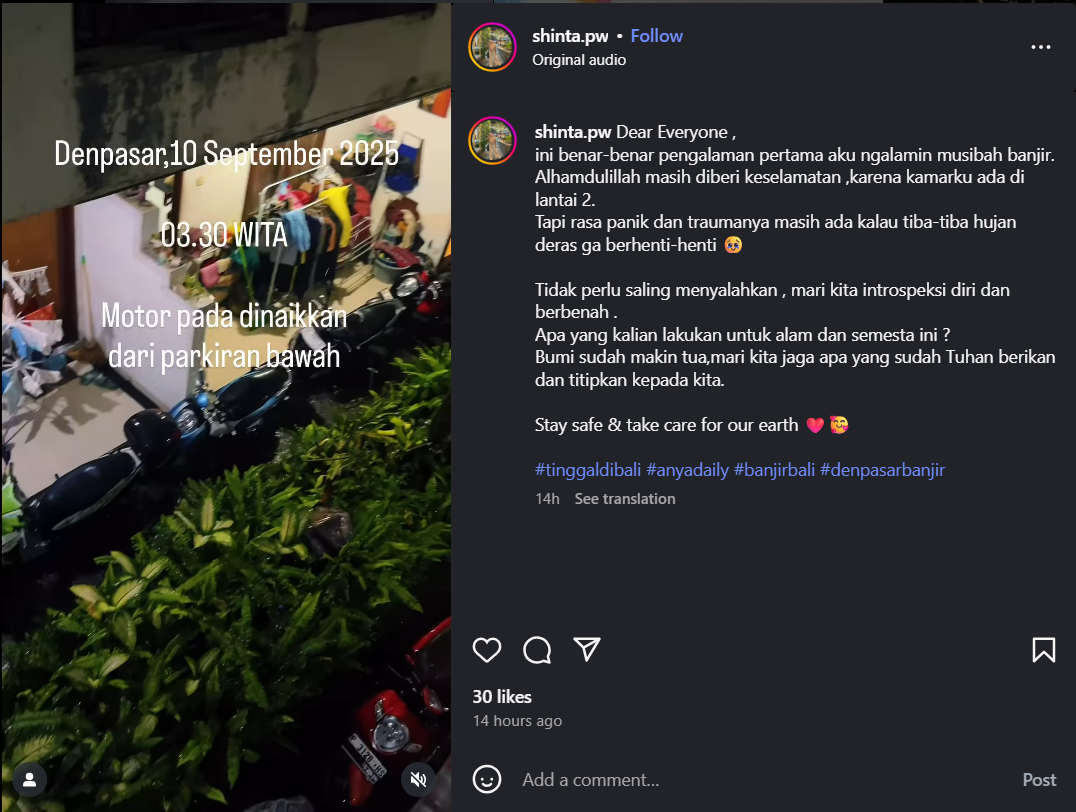 Denpasar,10 September 2025
03.30 WITA
Motor pada dinaikkan
dari parkiran bawah
shinta.pw • Follow
Original audio
shinta.pw Dear Everyone ,
ini benar-benar pengalaman pertama aku ngalamin musibah banjir.
Alhamdulillah masih diberi keselamatan ,karena kamarku ada di
lantai 2.
Tapi rasa panik dan traumanya masih ada kalau tiba-tiba hujan
deras ga berhenti-henti 🥹
Tidak perlu saling menyalahkan , mari kita introspeksi diri dan
berbenah .
Apa yang kalian lakukan untuk alam dan semesta ini ?
Bumi sudah makin tua,mari kita jaga apa yang sudah Tuhan berikan
dan titipkan kepada kita.
Stay safe & take care for our earth ❤️🥰
#tinggaldibali #anyadaily #banjirbali #denpasarbanjir
14h See translation
30 likes
14 hours ago
Add a comment...
Post